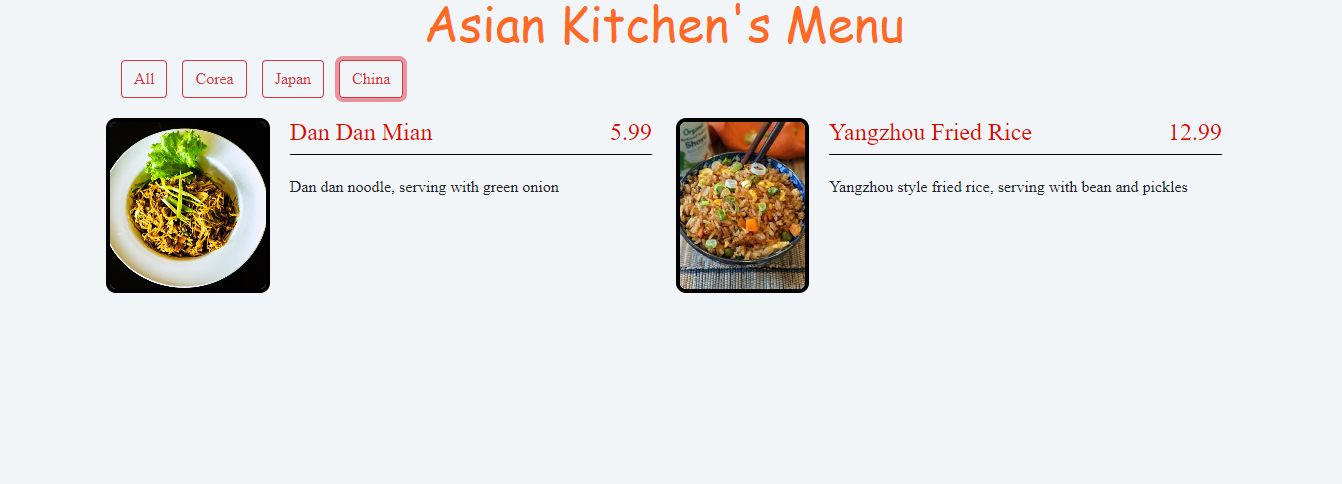 Asian Kitchen's Menu
All Corea Japan China
Dan Dan Mian 5.99
Dan dan noodle, serving with green onion
Yangzhou Fried Rice 12.99
Yangzhou style fried rice, serving with bean and pickles